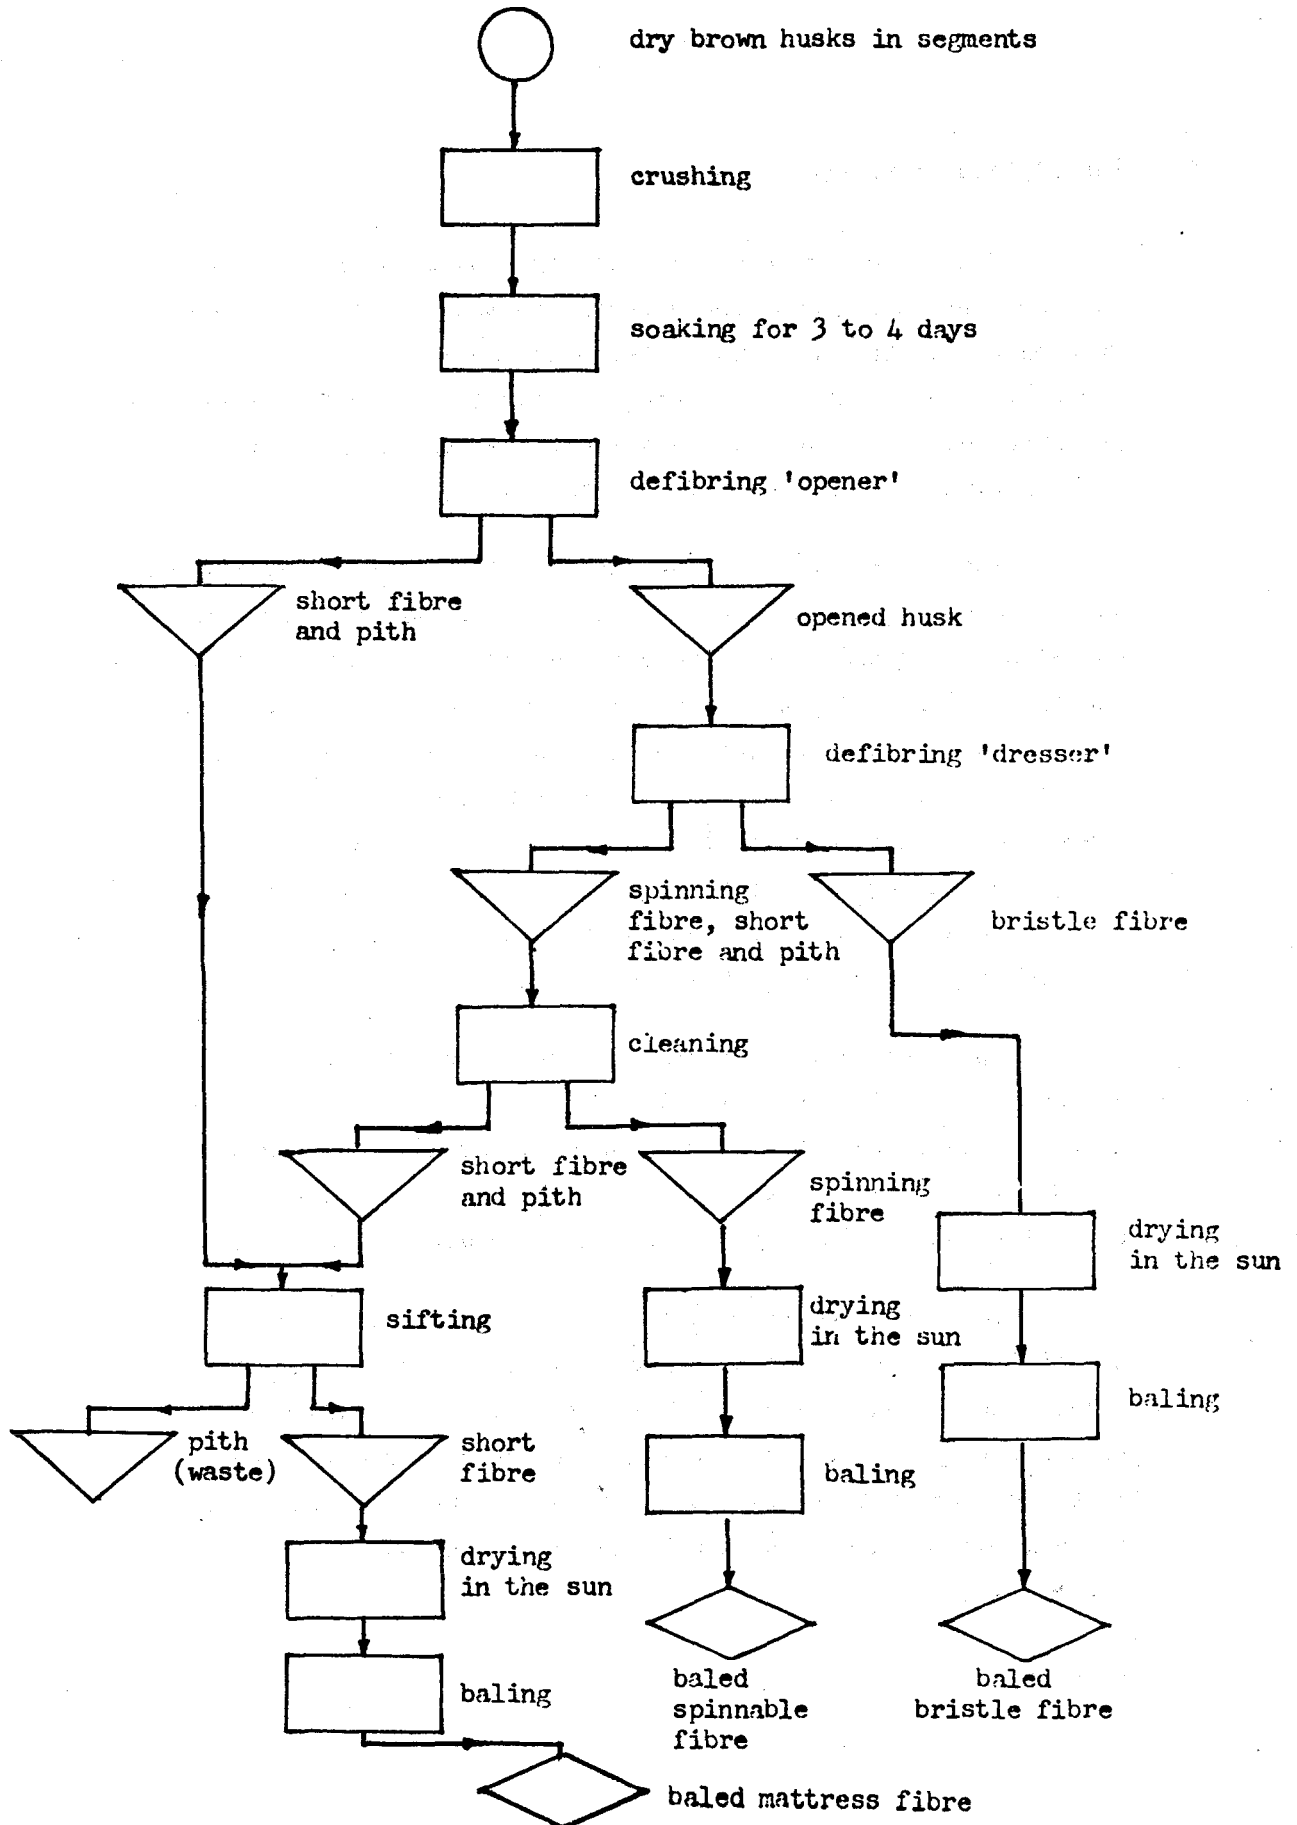 dry brown husks in segments
crushing
soaking for 3 to 4 days
defibring 'opener'
short fibre
and pith
opened husk
defibring 'dresser'
spinning
fibre, short
fibre and pith
bristle fibre
cleaning
short fibre
and pith
spinning
fibre
drying
in the sun
sifting
drying
in the sun
baling
pith
(waste)
short
fibre
baling
drying
in the sun
baling
baled
spinnable
fibre
baled
bristle fibre
baled mattress fibre